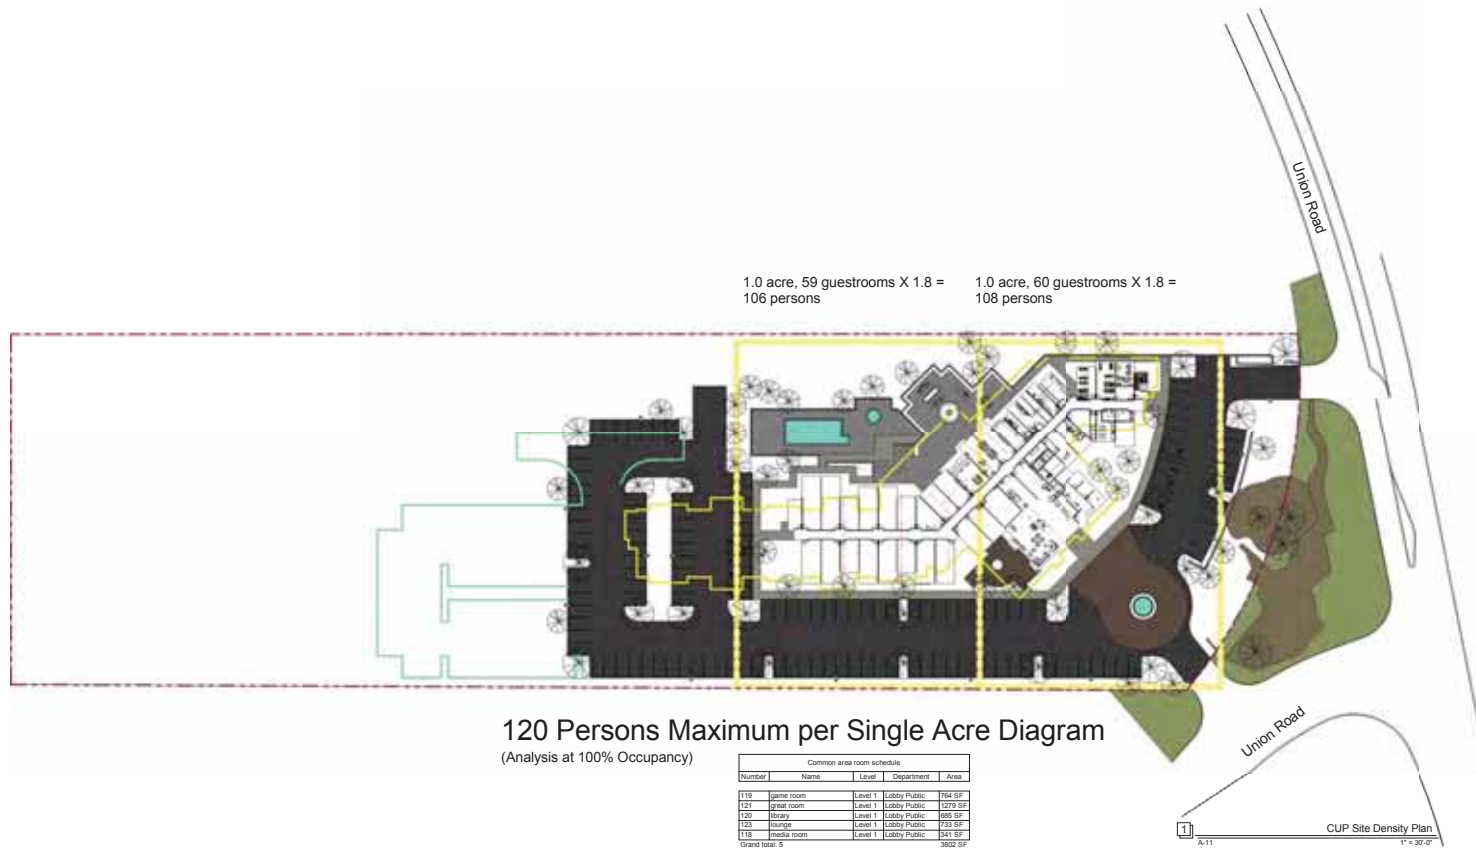 Union Road
1.0 acre, 59 guestrooms X 1.8 =
106 persons
1.0 acre, 60 guestrooms X 1.8 =
108 persons
120 Persons Maximum per Single Acre Diagram
(Analysis at 100% Occupancy)
Union Road
Common area room schedule
Number Name Level Department Area
119 game room Level 1 Lobby Public 764 SF
121 great room Level 1 Lobby Public 1279 SF
120 library Level 1 Lobby Public 685 SF
123 lounge Level 1 Lobby Public 733 SF
118 media room Level 1 Lobby Public 341 SF
Grand total: 5 3802 SF
1 CUP Site Density Plan
A-11 1" = 30'-0"